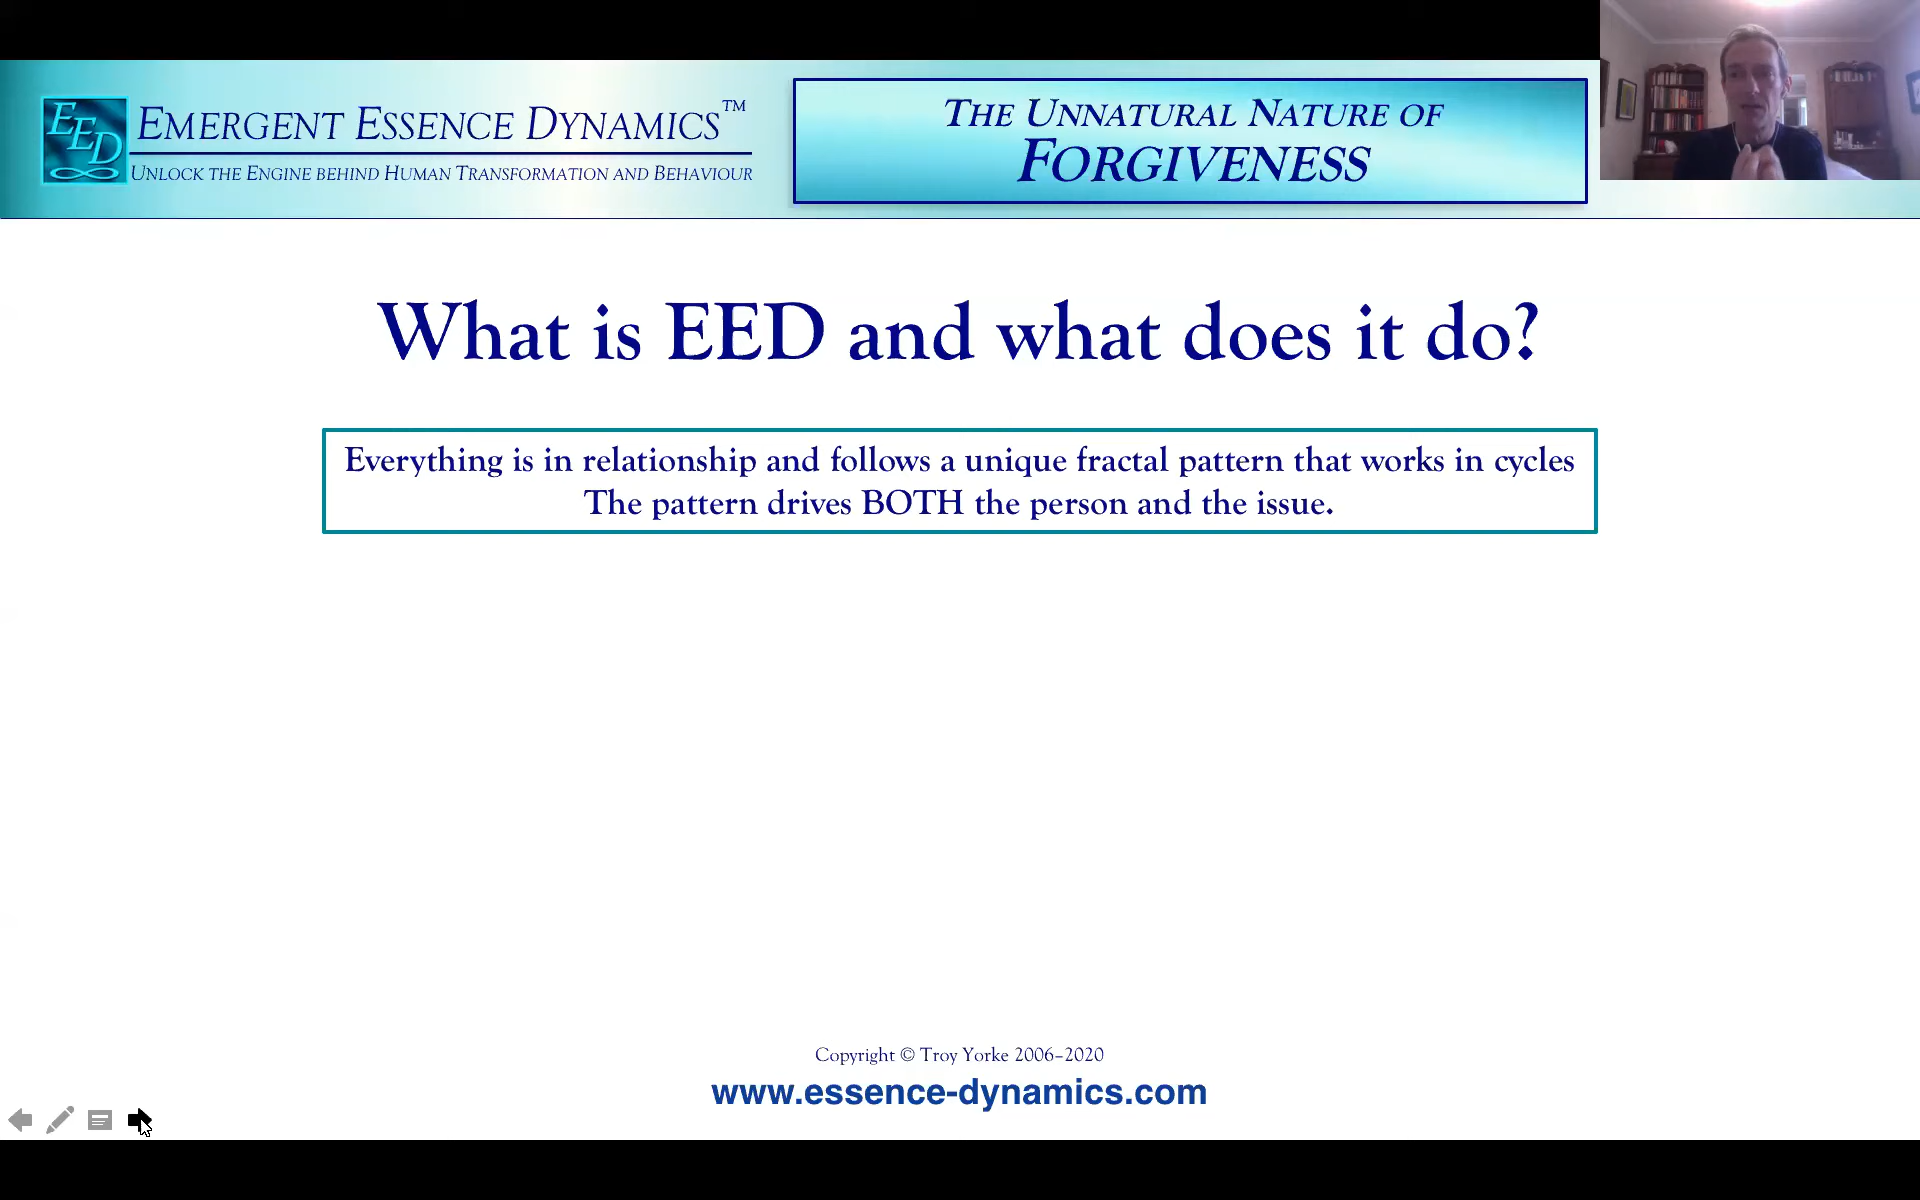 EED
EMERGENT ESSENCE DYNAMICS™
UNLOCK THE ENGINE BEHIND HUMAN TRANSFORMATION AND BEHAVIOUR
THE UNNATURAL NATURE OF
FORGIVENESS
What is EED and what does it do?
Everything is in relationship and follows a unique fractal pattern that works in cycles
The pattern drives BOTH the person and the issue.
Copyright © Troy Yorke 2006–2020
www.essence-dynamics.com